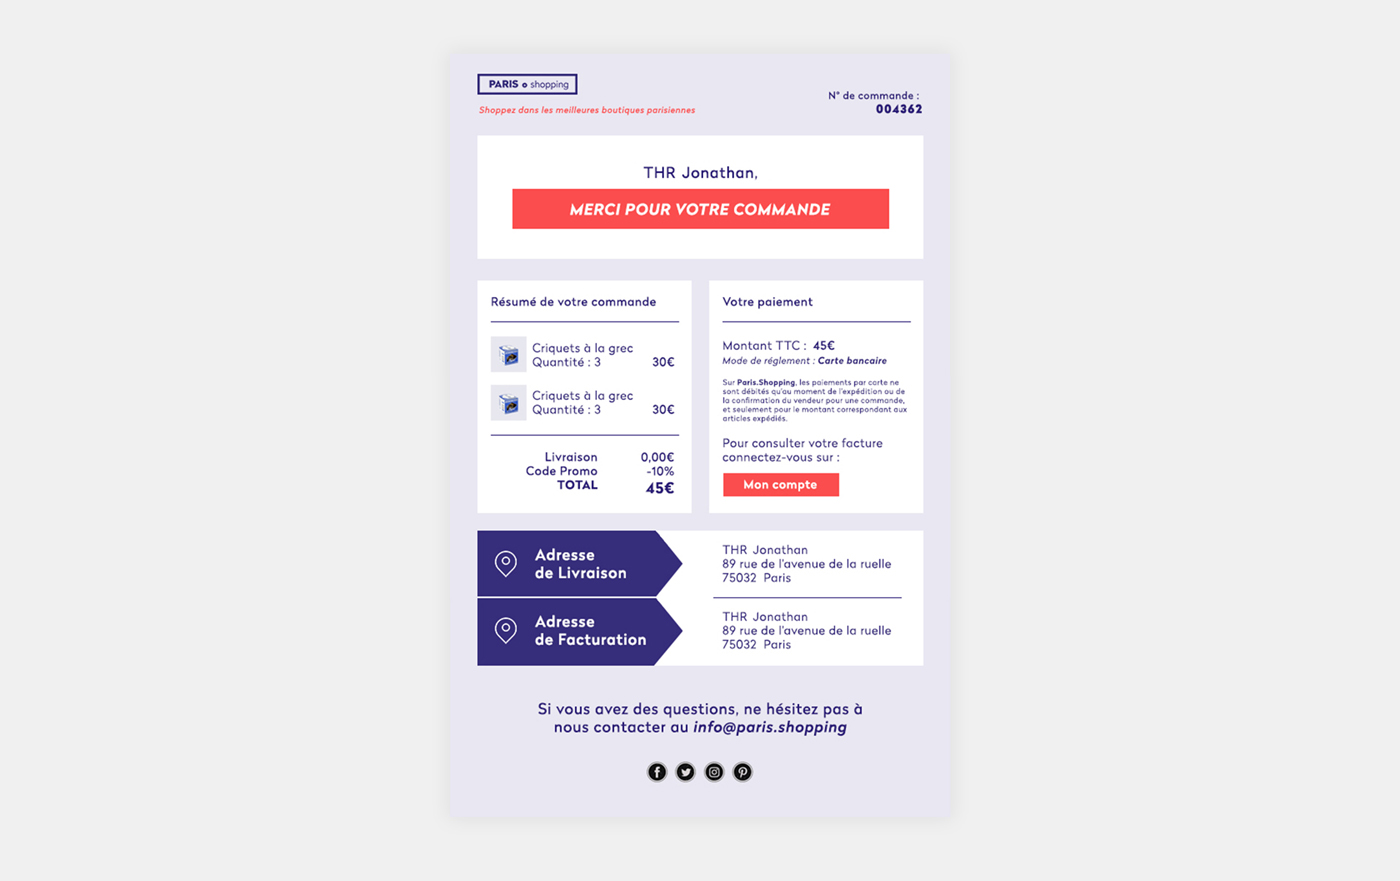 PARIS shopping
Shoppez dans les meilleures boutiques parisiennes
N° de commande :
004362
THR Jonathan,
MERCI POUR VOTRE COMMANDE
Résumé de votre commande
Criquets à la grec
Quantité : 3 30€
Criquets à la grec
Quantité : 3 30€
Livraison 0,00€
Code Promo -10%
TOTAL 45€
Votre paiement
Montant TTC : 45€
Mode de réglement : Carte bancaire
Sur Paris.Shopping, les paiements par carte ne
sont débités qu'au moment de l'expédition ou de
la confirmation du vendeur pour une commande,
et seulement pour le montant correspondant aux
articles expédiés.
Pour consulter votre facture
connectez-vous sur :
Mon compte
Adresse
de Livraison
THR Jonathan
89 rue de l'avenue de la ruelle
75032 Paris
Adresse
de Facturation
THR Jonathan
89 rue de l'avenue de la ruelle
75032 Paris
Si vous avez des questions, ne hésitez pas à
nous contacter au info@paris.shopping